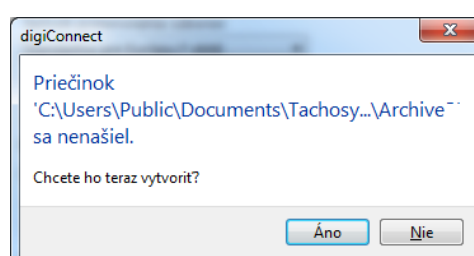 digiConnect
Priečinok
'C:\Users\Public\Documents\Tachosy...\Archive
sa nenašiel.
Chcete ho teraz vytvoriť?
Áno
Nie